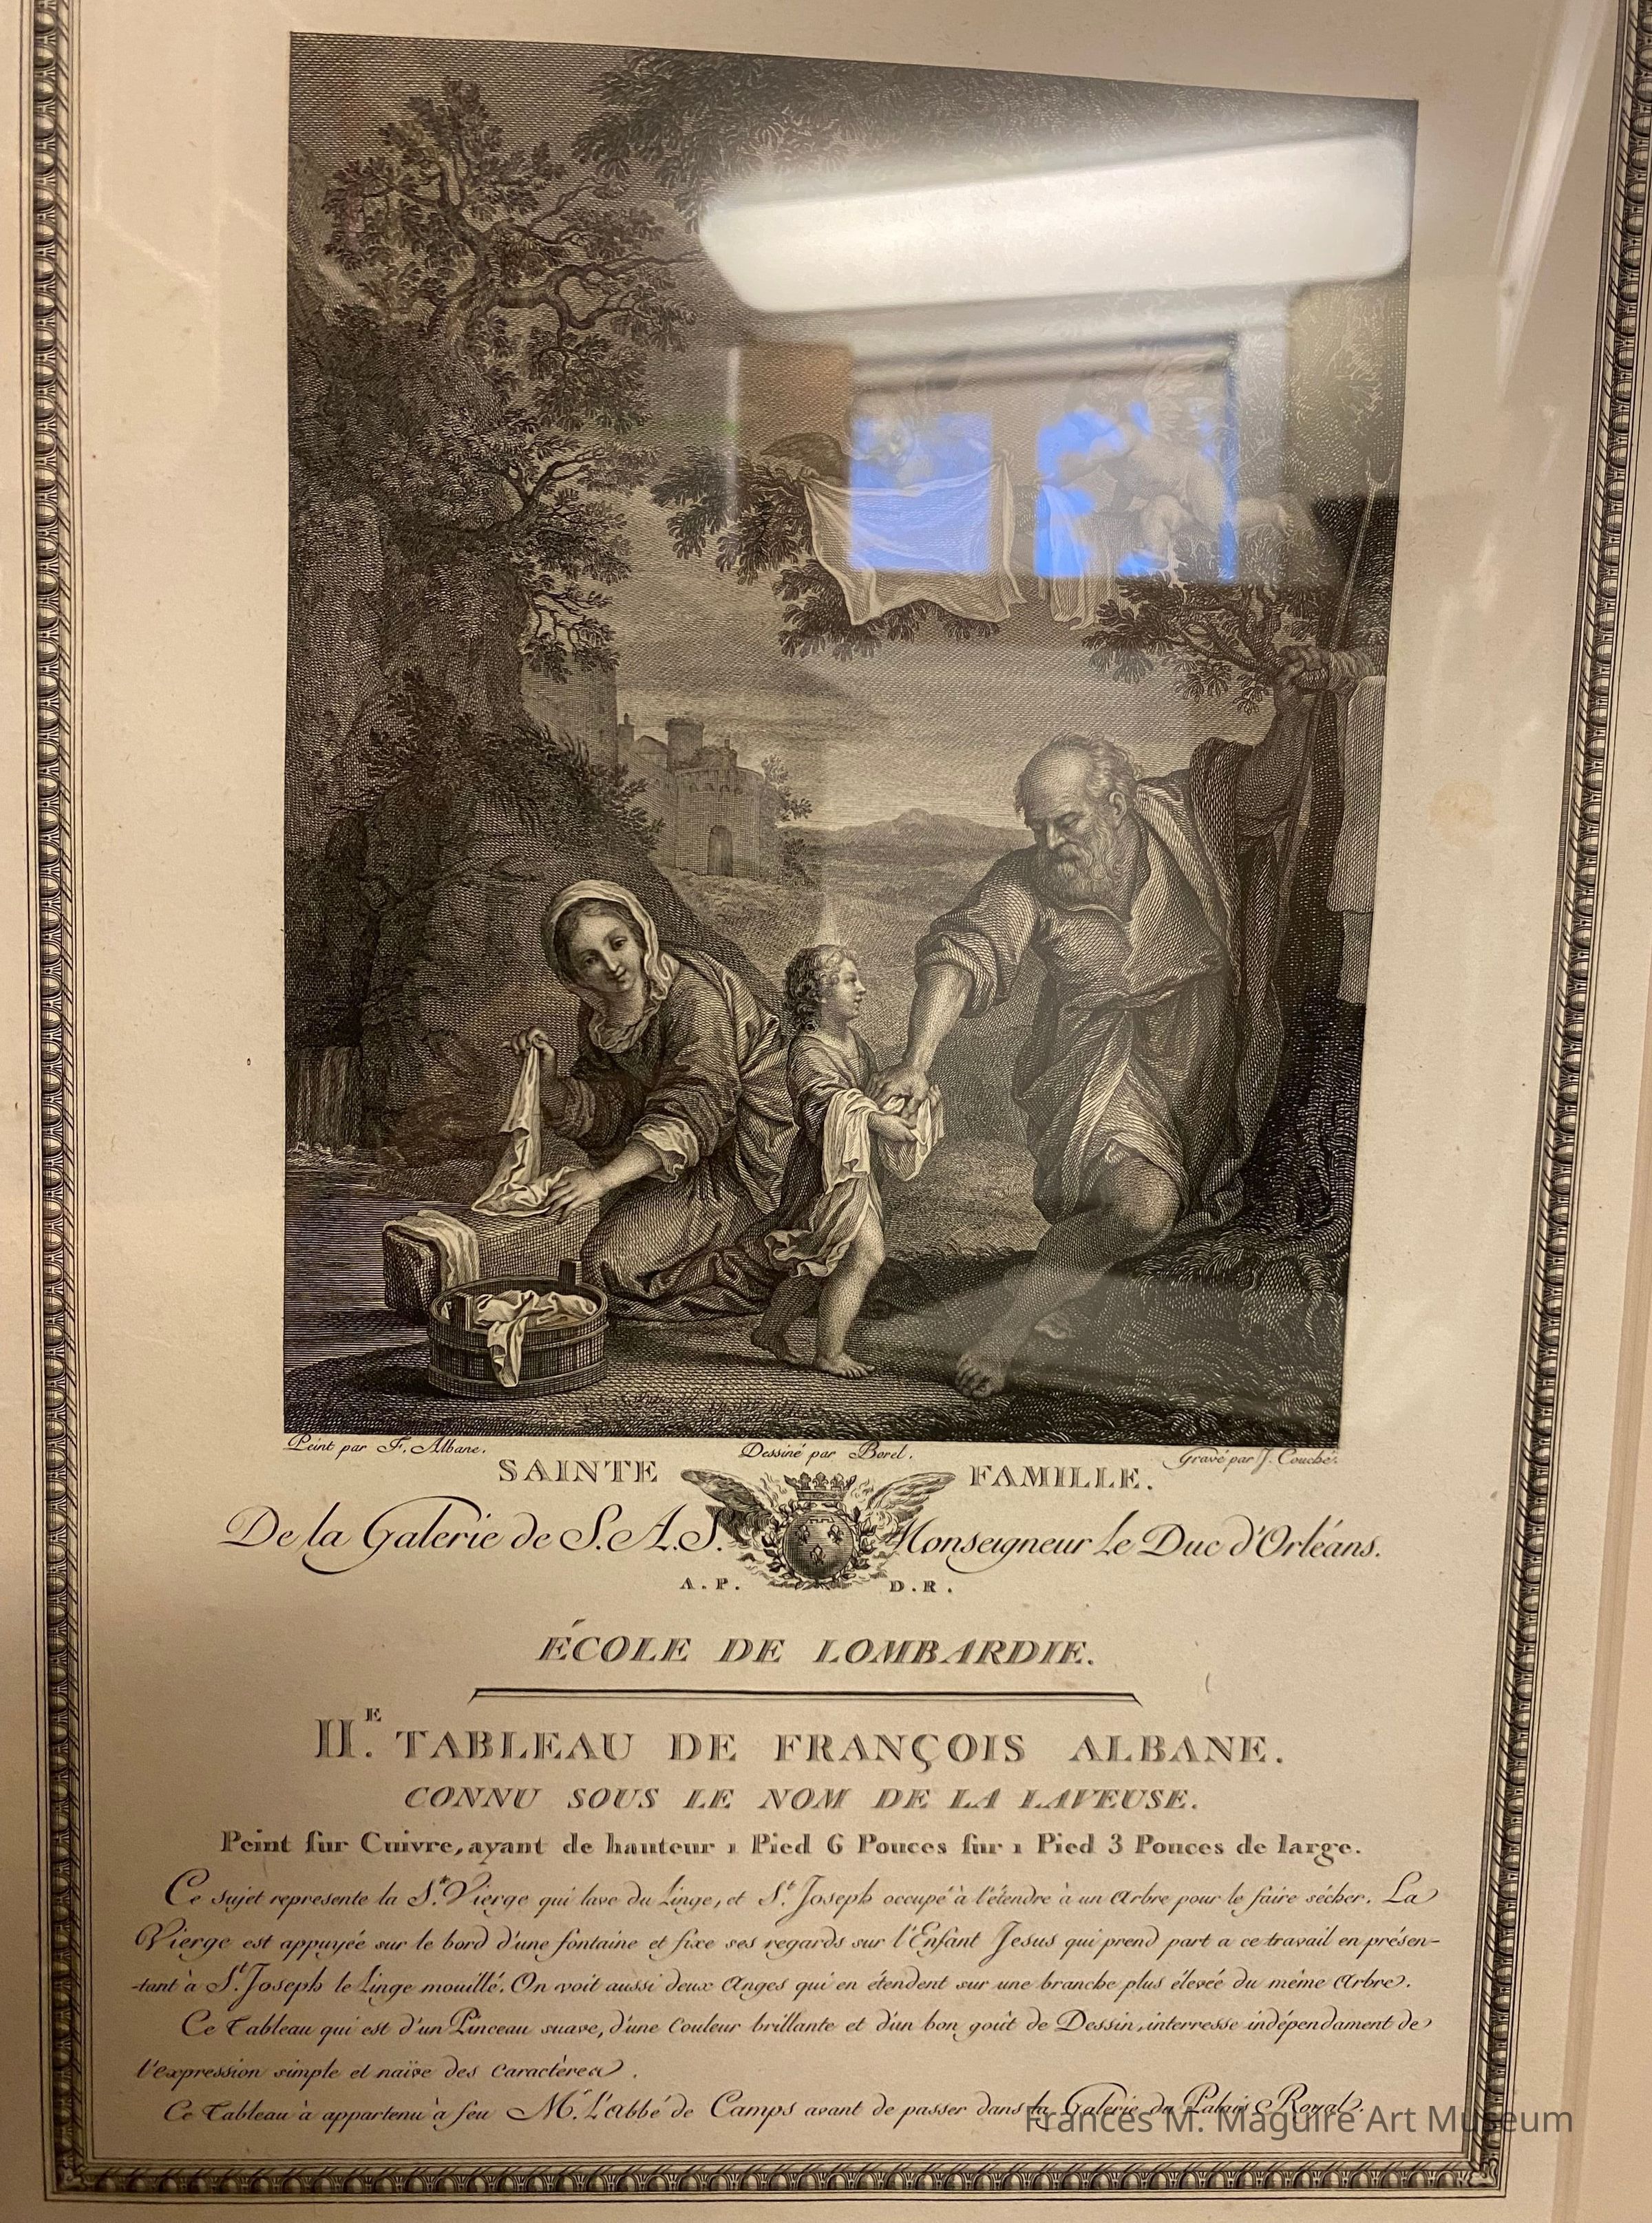 Peint par F. Albane. Dessiné par Borel. Gravé par J. Couché.
SAINTE FAMILLE.
De la Galerie de S. A. S. Monseigneur le Duc d'Orléans.
A. P. D. R.
ÉCOLE DE LOMBARDIE.
II.E TABLEAU DE FRANÇOIS ALBANE.
CONNU SOUS LE NOM DE LA LAVEUSE.
Peint sur Cuivre, ayant de hauteur 1 Pied 6 Pouces sur 1 Pied 3 Pouces de large.
Ce sujet represente la S.te Vierge qui lave du Linge, et S.t Joseph occupé à l'étendre à un Arbre pour le faire sécher. La
Vierge est appuyée sur le bord d'une fontaine et fixe ses regards sur l'Enfant Jesus qui prend part a ce travail en présen-
-tant à S.t Joseph le Linge mouillé. On voit aussi deux Anges qui en étendent sur une branche plus élevée du même Arbre.
Ce Tableau qui est d'un Pinceau suave, d'une Couleur brillante et d'un bon goût de Dessin, interresse indépendament de
l'expression simple et naïve des Caractères.
Ce Tableau à appartenu à feu M.r L'Abbé de Camps avant de passer dans la Galerie du Palais Royal.
Frances M. Maguire Art Museum